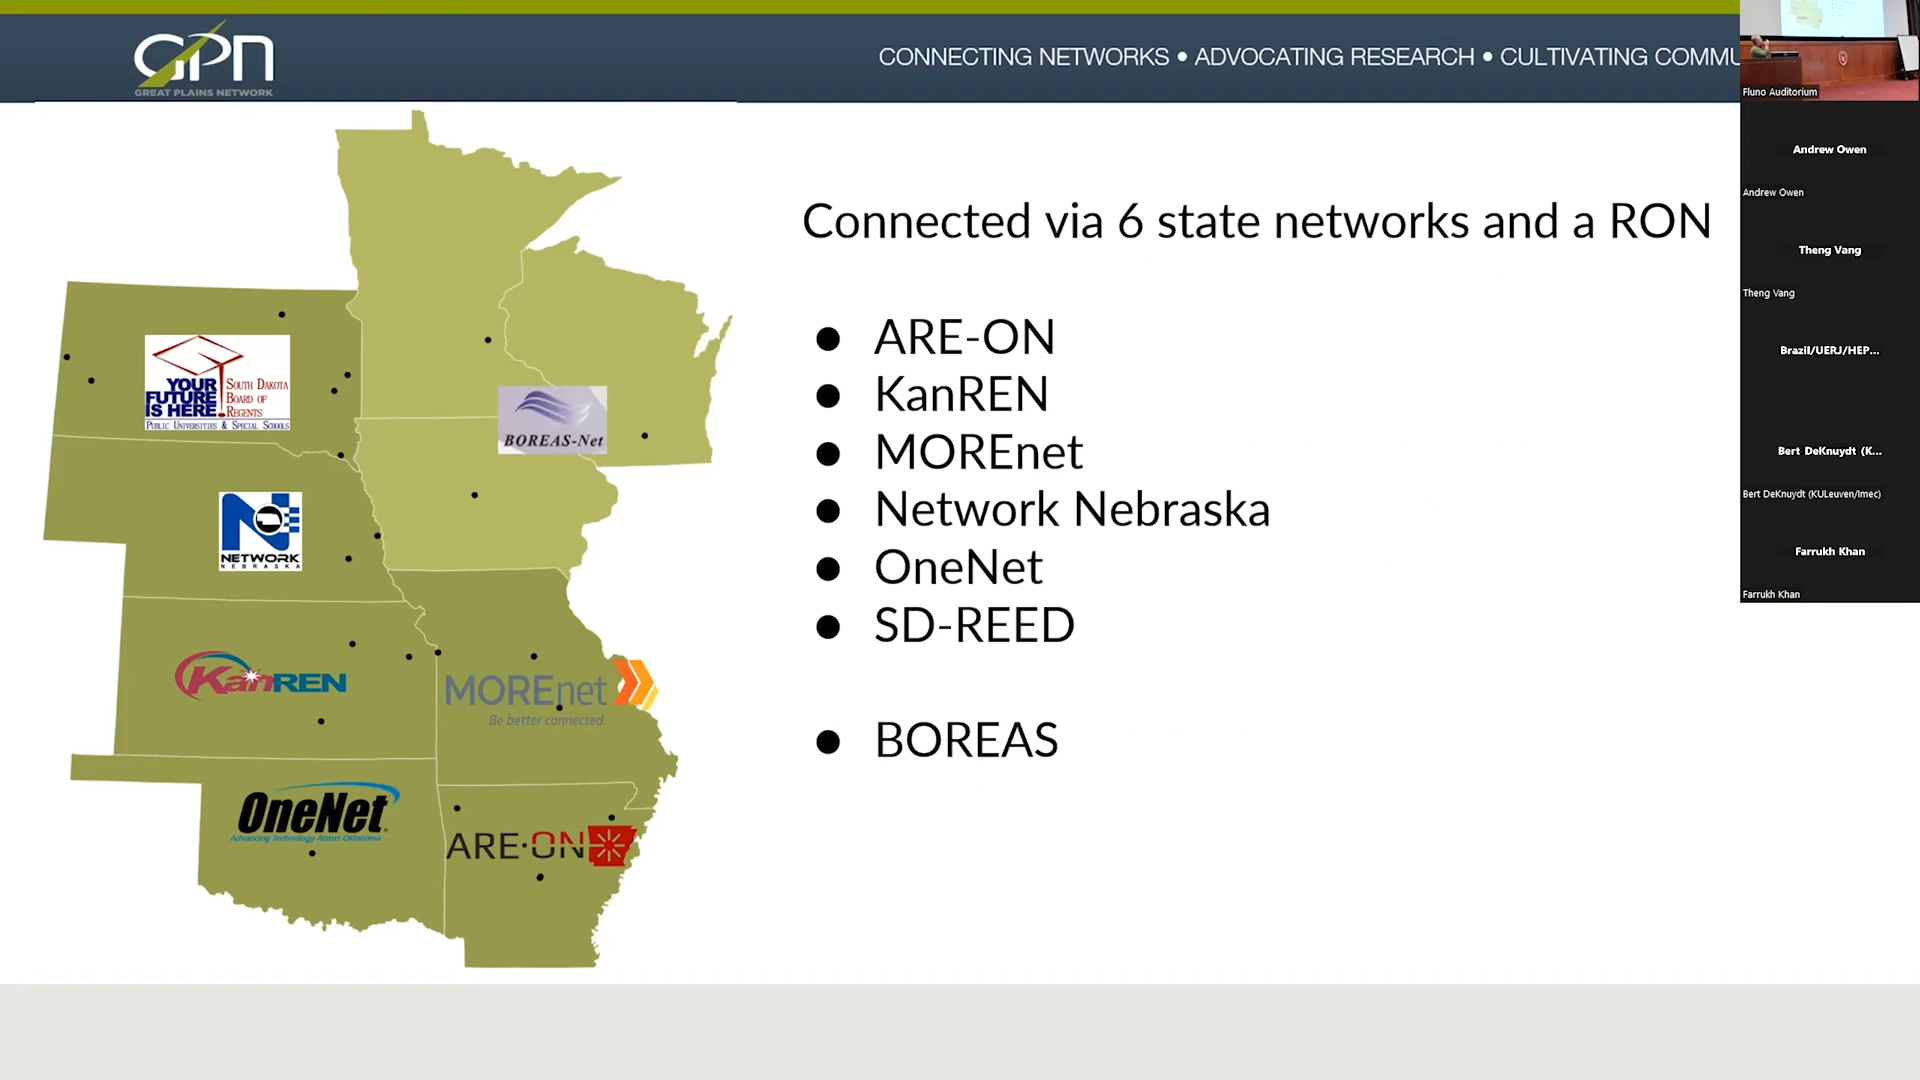 GPN
GREAT PLAINS NETWORK
CONNECTING NETWORKS • ADVOCATING RESEARCH • CULTIVATING COMMU
Connected via 6 state networks and a RON
● ARE-ON
● KanREN
● MOREnet
● Network Nebraska
● OneNet
● SD-REED
● BOREAS
YOUR
FUTURE
IS HERE!
SOUTH DAKOTA
BOARD OF
REGENTS
PUBLIC UNIVERSITIES & SPECIAL SCHOOLS
BOREAS-Net
N
NETWORK
NEBRASKA
KanREN
MOREnet
Be better connected.
OneNet
Advancing Technology Across Oklahoma
ARE·ON
Fluno Auditorium
Andrew Owen
Andrew Owen
Theng Vang
Theng Vang
Brazil/UERJ/HEP...
Bert DeKnuydt (K...
Bert DeKnuydt (KULeuven/Imec)
Farrukh Khan
Farrukh Khan